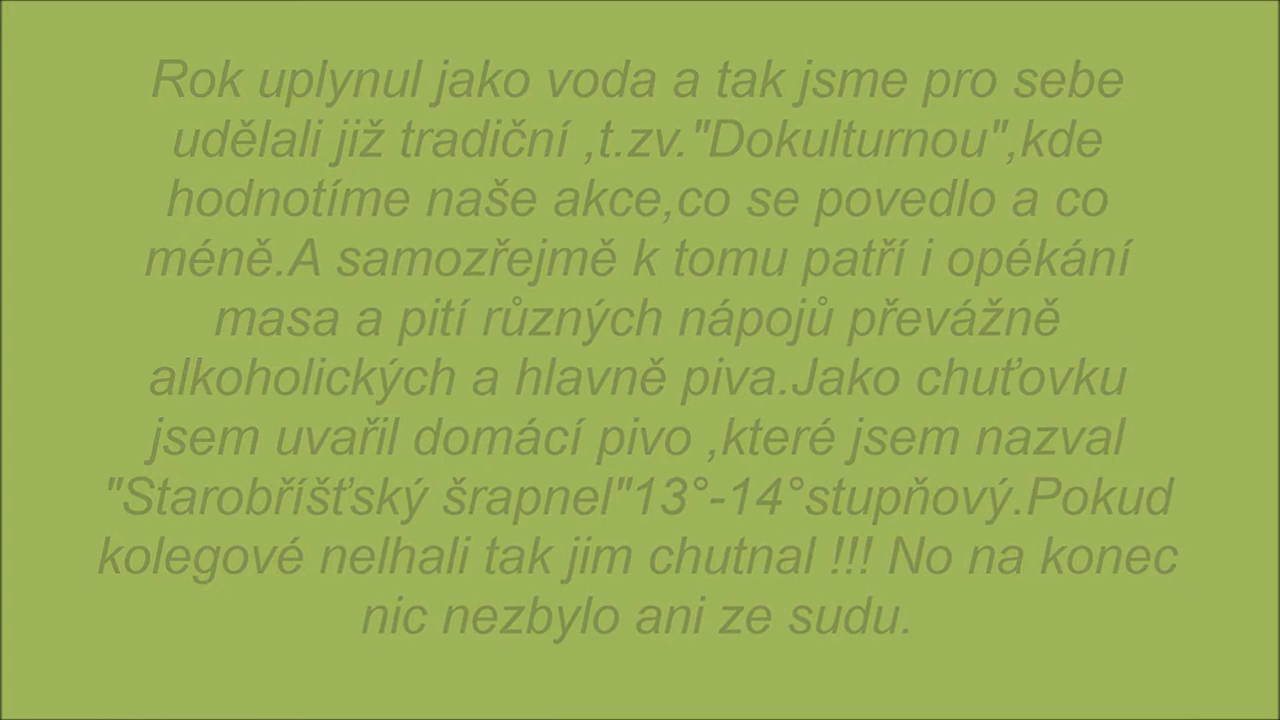 Rok uplynul jako voda a tak jsme pro sebe
udělali již tradiční ,t.zv."Dokulturnou",kde
hodnotíme naše akce,co se povedlo a co
méně.A samozřejmě k tomu patří i opékání
masa a pití různých nápojů převážně
alkoholických a hlavně piva.Jako chuťovku
jsem uvařil domácí pivo ,které jsem nazval
"Starobříšťský šrapnel"13°-14°stupňový.Pokud
kolegové nelhali tak jim chutnal !!! No na konec
nic nezbylo ani ze sudu.